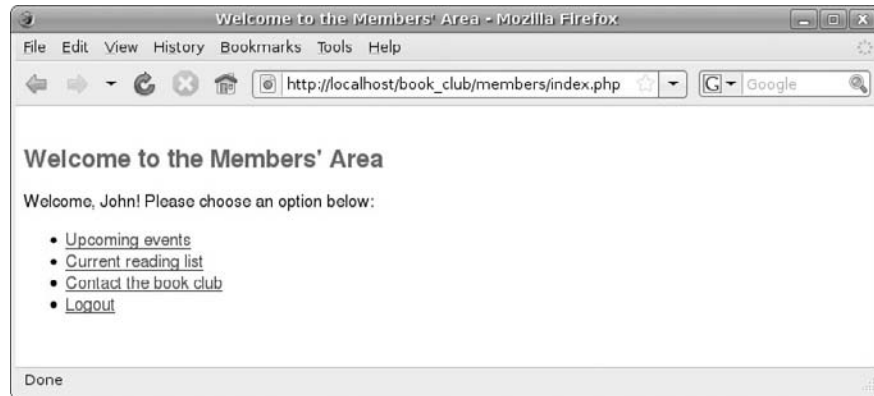 Welcome to the Members' Area - Mozilla Firefox
File Edit View History Bookmarks Tools Help
http://localhost/book_club/members/index.php G Google
Welcome to the Members' Area
Welcome, John! Please choose an option below:
• Upcoming events
• Current reading list
• Contact the book club
• Logout
Done